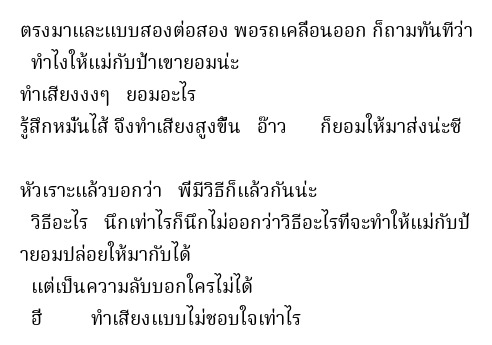 ตรงมาและแบบสองต่อสอง พอรถเคลื่อนออก ก็ถามทันทีว่า
ทำไงให้แม่กับป้าเขายอมน่ะ
ทำเสียงงงๆ ยอมอะไร
รู้สึกหมั่นไส้ จึงทำเสียงสูงขึ้น อ๊าว ก็ยอมให้มาส่งน่ะซี
หัวเราะแล้วบอกว่า พี่มีวิธีก็แล้วกันน่ะ
วิธีอะไร นึกเท่าไรก็นึกไม่ออกว่าวิธีอะไรที่จะทำให้แม่กับป้
ายอมปล่อยให้มากับได้
แต่เป็นความลับบอกใครไม่ได้
ฮื่ ทำเสียงแบบไม่ชอบใจเท่าไร